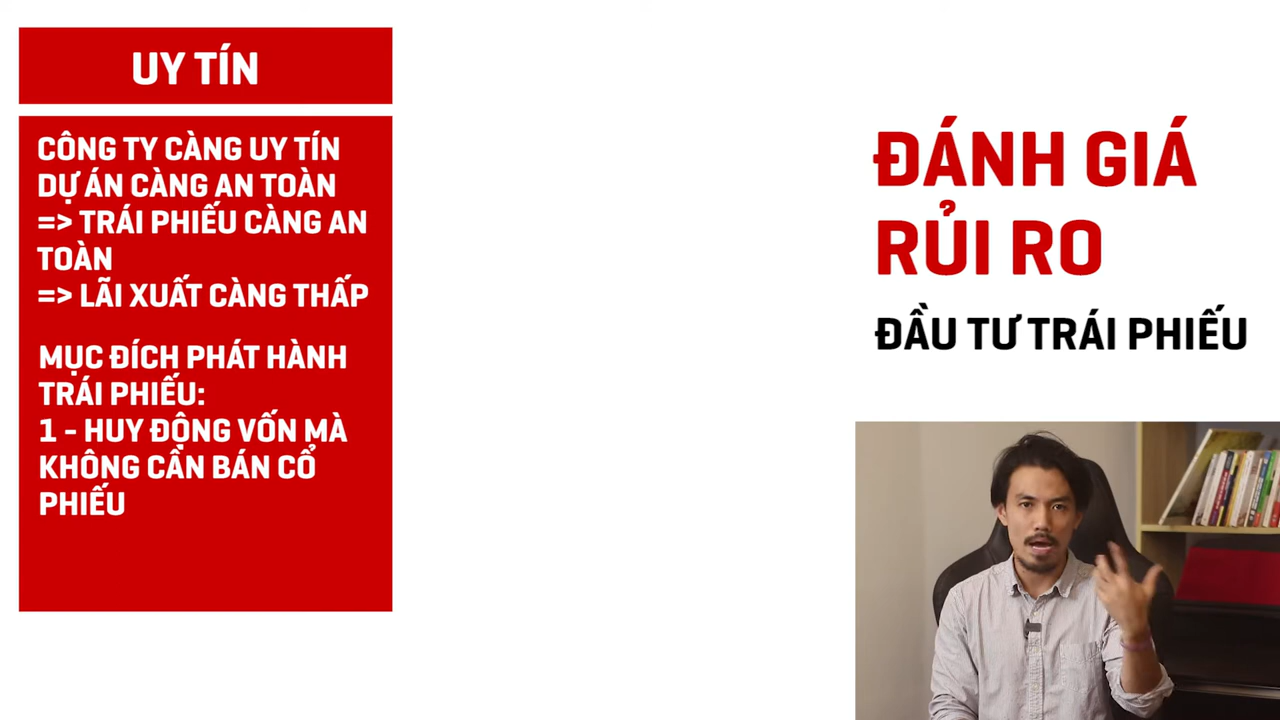 UY TÍN
CÔNG TY CÀNG UY TÍN
DỰ ÁN CÀNG AN TOÀN
=> TRÁI PHIẾU CÀNG AN
TOÀN
=> LÃI XUẤT CÀNG THẤP
MỤC ĐÍCH PHÁT HÀNH
TRÁI PHIẾU:
1 - HUY ĐỘNG VỐN MÀ
KHÔNG CẦN BÁN CỔ
PHIẾU
ĐÁNH GIÁ
RỦI RO
ĐẦU TƯ TRÁI PHIẾU